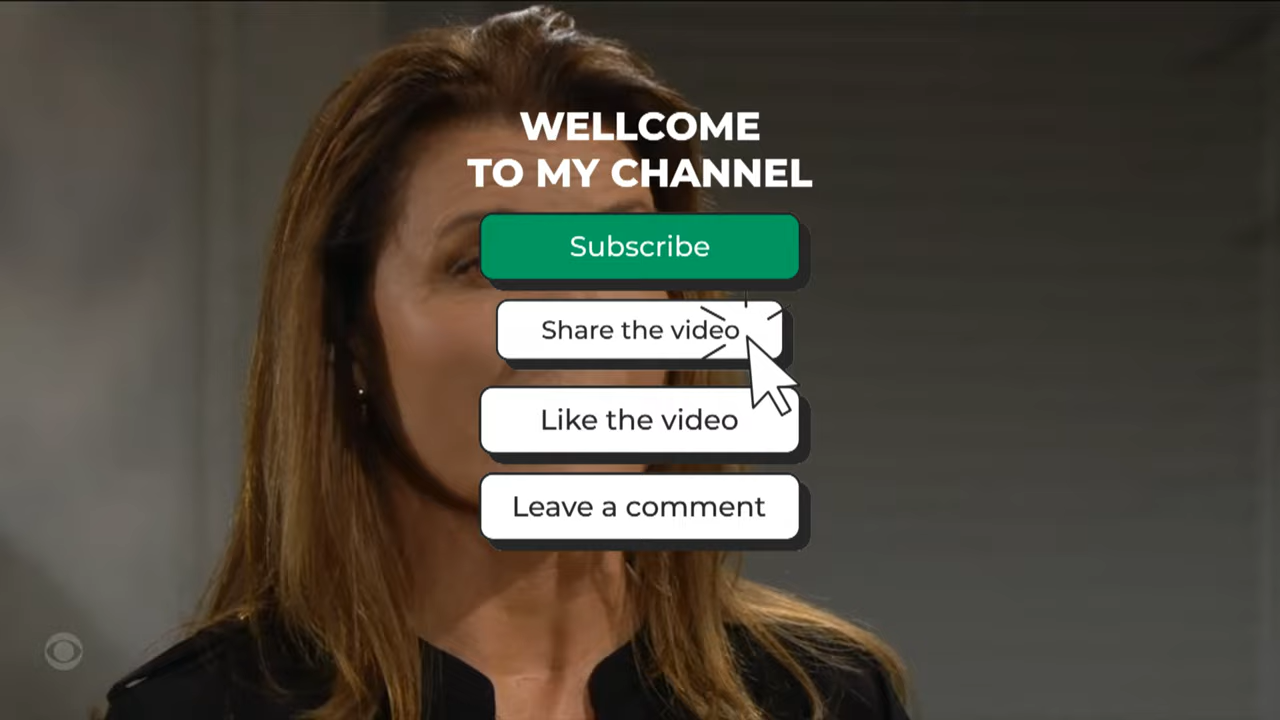 WELLCOME
TO MY CHANNEL
Subscribe
Share the video
Like the video
Leave a comment